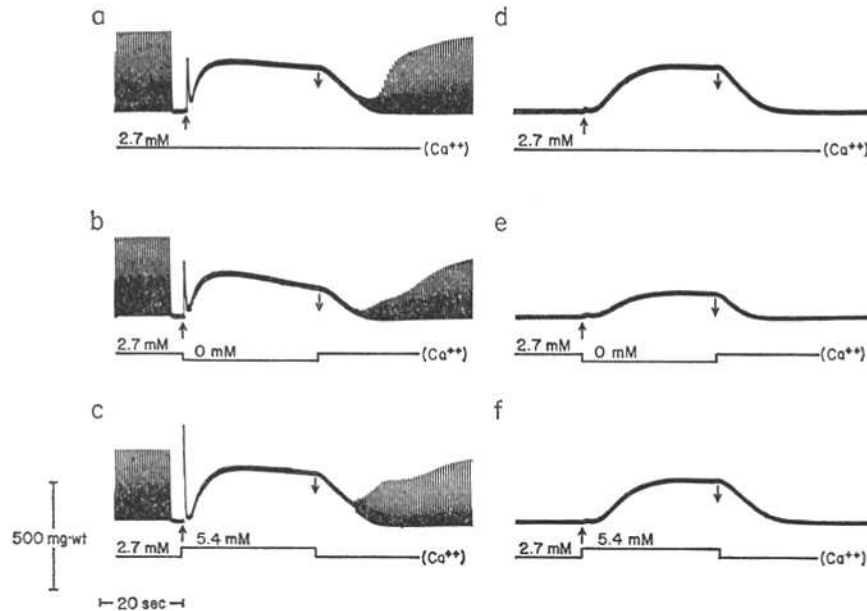 a
d
2.7 mM (Ca++)
2.7 mM (Ca++)
b
e
2.7 mM 0 mM (Ca++)
2.7 mM 0 mM (Ca++)
c
f
500 mg·wt
2.7 mM 5.4 mM (Ca++)
2.7 mM 5.4 mM (Ca++)
20 sec